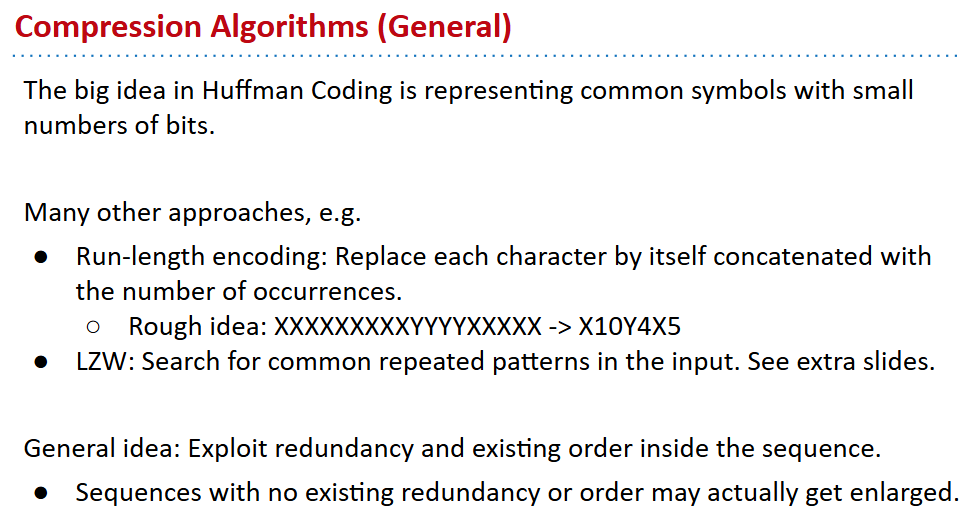 Compression Algorithms (General)
The big idea in Huffman Coding is representing common symbols with small
numbers of bits.
Many other approaches, e.g.
● Run-length encoding: Replace each character by itself concatenated with
the number of occurrences.
○ Rough idea: XXXXXXXXXXYYYYXXXXX -> X10Y4X5
● LZW: Search for common repeated patterns in the input. See extra slides.
General idea: Exploit redundancy and existing order inside the sequence.
● Sequences with no existing redundancy or order may actually get enlarged.